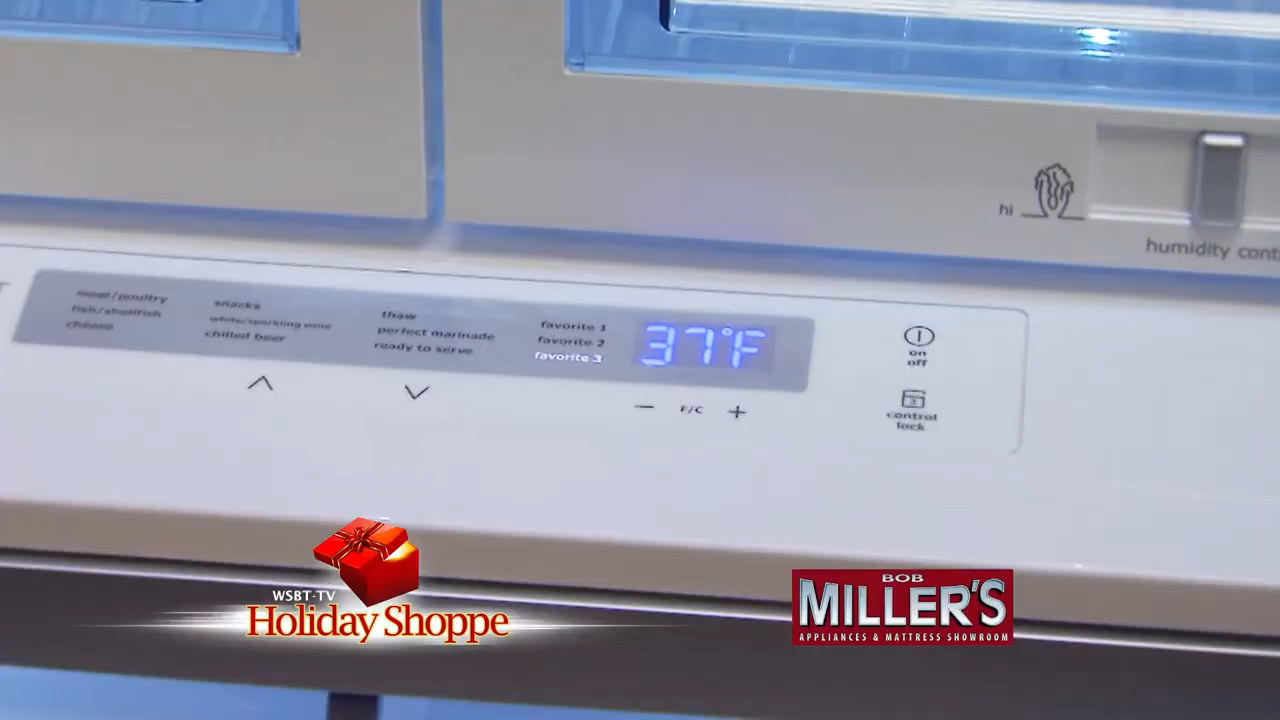 hi
humidity cont
meat/poultry
fish/shellfish
cheese
snacks
white/sparkling wine
chilled beer
thaw
perfect marinade
ready to serve
favorite 1
favorite 2
favorite 3
37°F
— F/C +
on
off
control
lock
WSBT-TV
Holiday Shoppe
BOB
MILLER'S
APPLIANCES & MATTRESS SHOWROOM